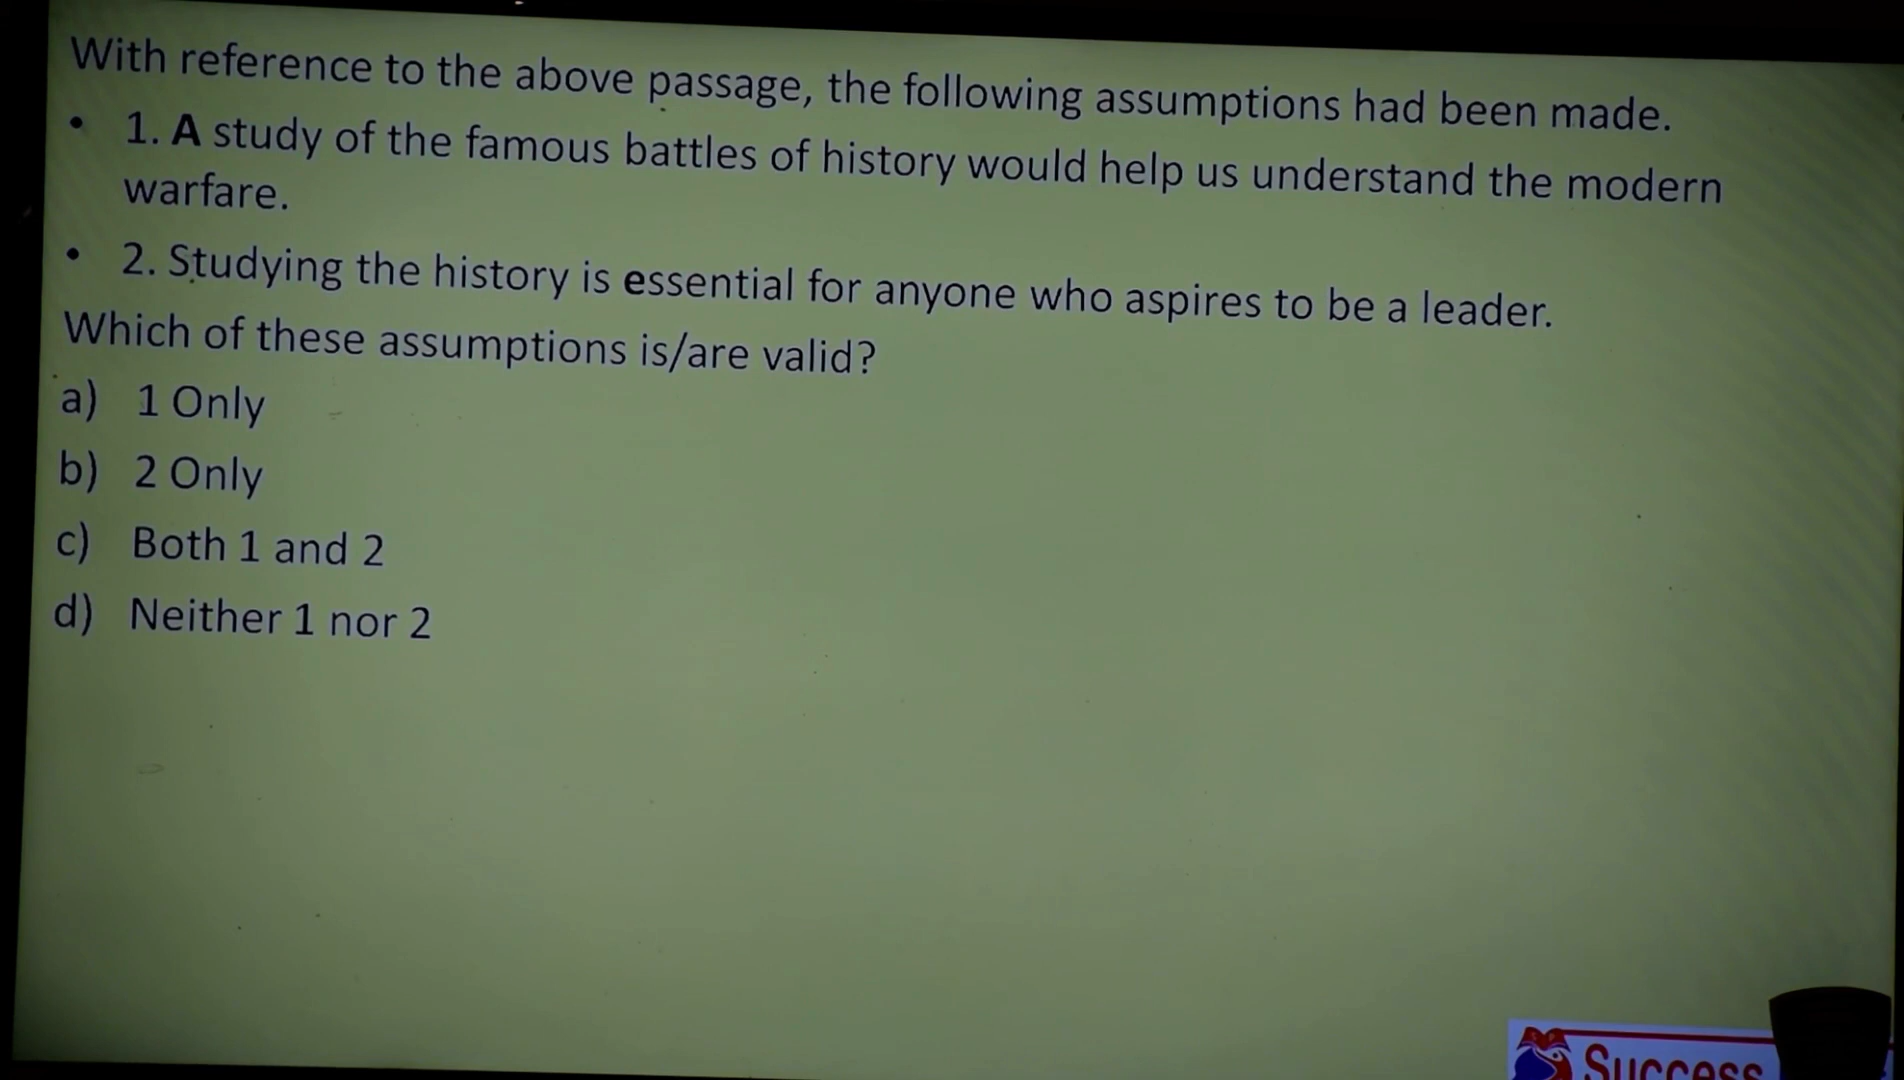 With reference to the above passage, the following assumptions had been made.
• 1. A study of the famous battles of history would help us understand the modern
warfare.
• 2. Studying the history is essential for anyone who aspires to be a leader.
Which of these assumptions is/are valid?
a) 1 Only
b) 2 Only
c) Both 1 and 2
d) Neither 1 nor 2
Success